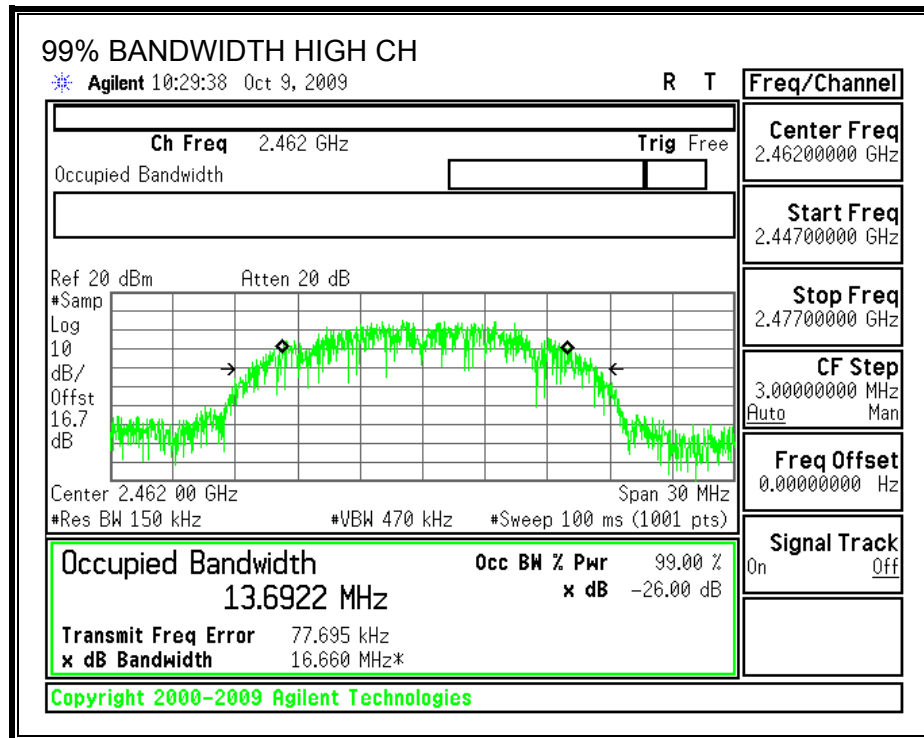 99% BANDWIDTH HIGH CH
Agilent 10:29:38 Oct 9, 2009 R T
Ch Freq 2.462 GHz Trig Free
Occupied Bandwidth
Ref 20 dBm Atten 20 dB
#Samp
Log
10
dB/
Offst
16.7
dB
Center 2.462 00 GHz Span 30 MHz
#Res BW 150 kHz #VBW 470 kHz #Sweep 100 ms (1001 pts)
Occupied Bandwidth Occ BW % Pwr 99.00 %
13.6922 MHz x dB -26.00 dB
Transmit Freq Error 77.695 kHz
x dB Bandwidth 16.660 MHz*
Copyright 2000-2009 Agilent Technologies
Freq/Channel
Center Freq
2.46200000 GHz
Start Freq
2.44700000 GHz
Stop Freq
2.47700000 GHz
CF Step
3.00000000 MHz
Auto Man
Freq Offset
0.00000000 Hz
Signal Track
On Off